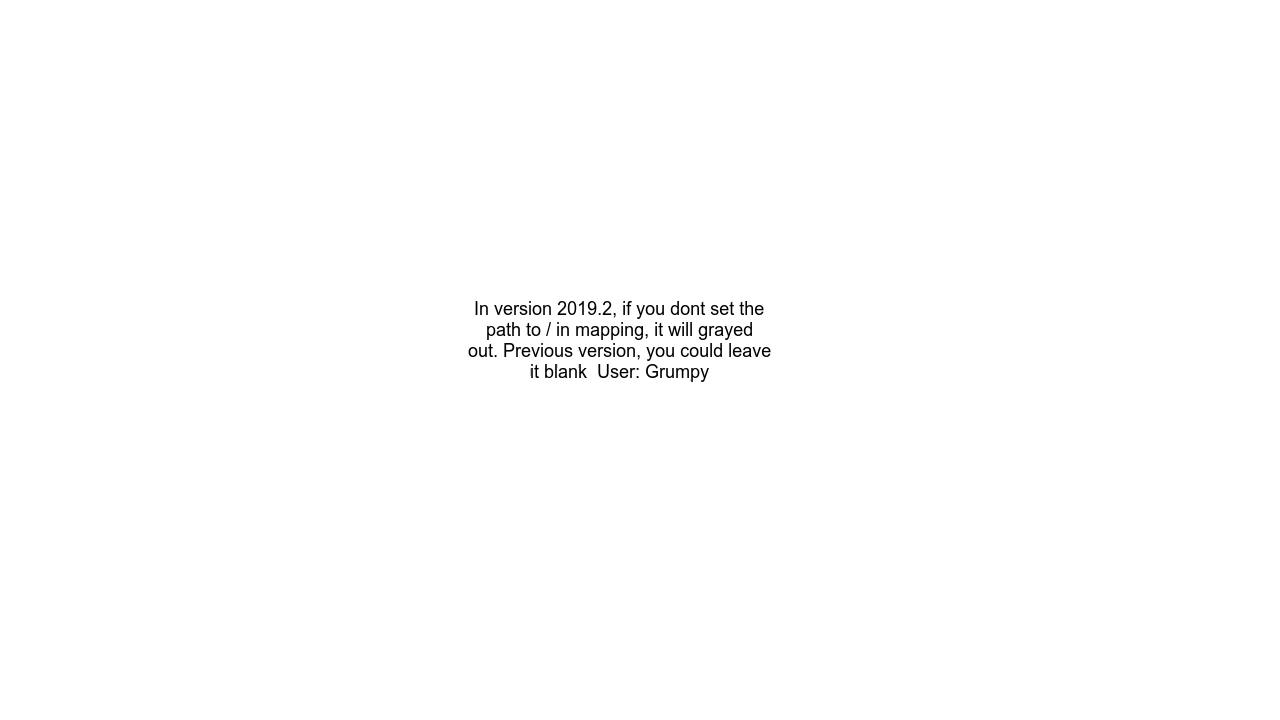 In version 2019.2, if you dont set the
path to / in mapping, it will grayed
out. Previous version, you could leave
it blank  User: Grumpy